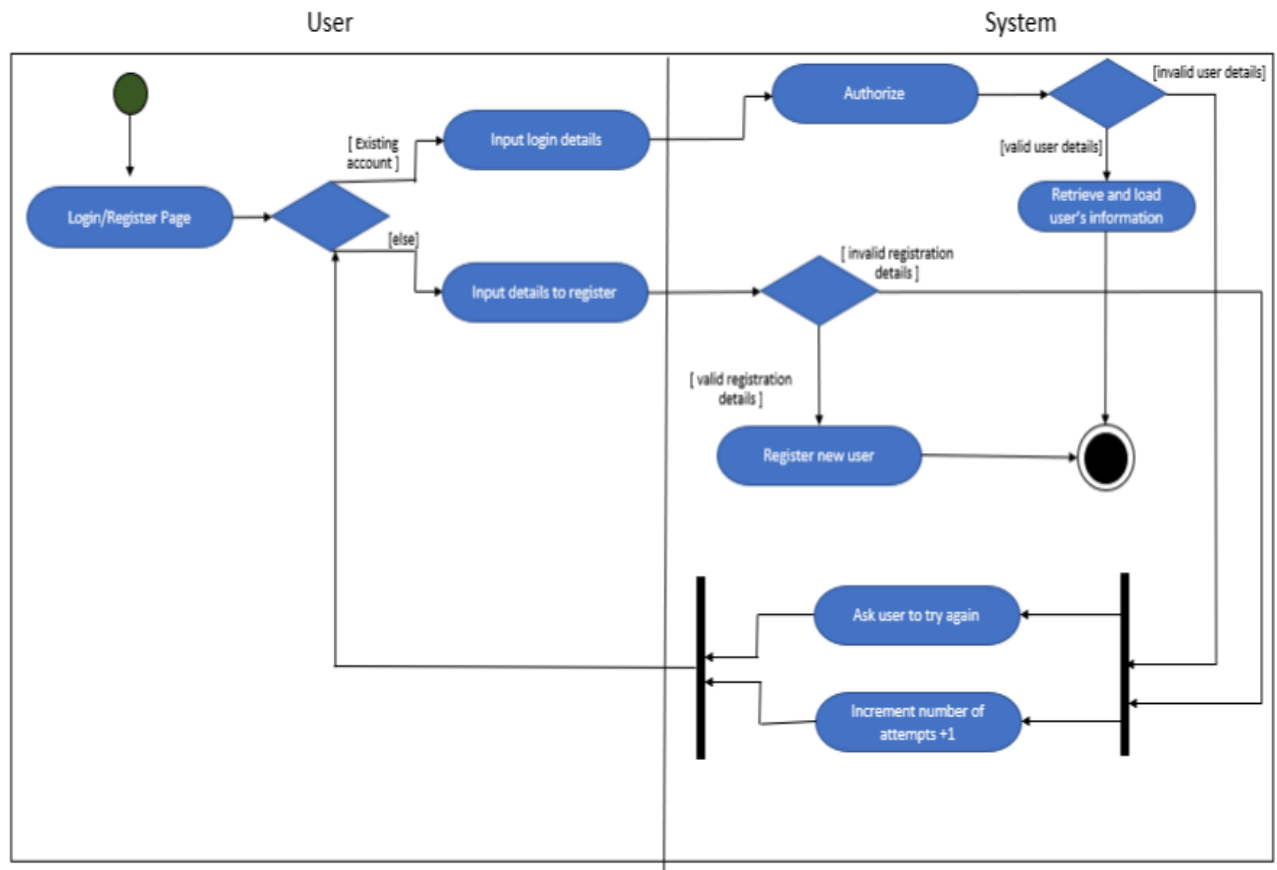 User
System
[invalid user details]
Authorize
[ Existing
account ]
Input login details
[valid user details]
Retrieve and load
user's information
Login/Register Page
[else]
[ invalid registration
details ]
Input details to register
[ valid registration
details ]
Register new user
Ask user to try again
Increment number of
attempts +1